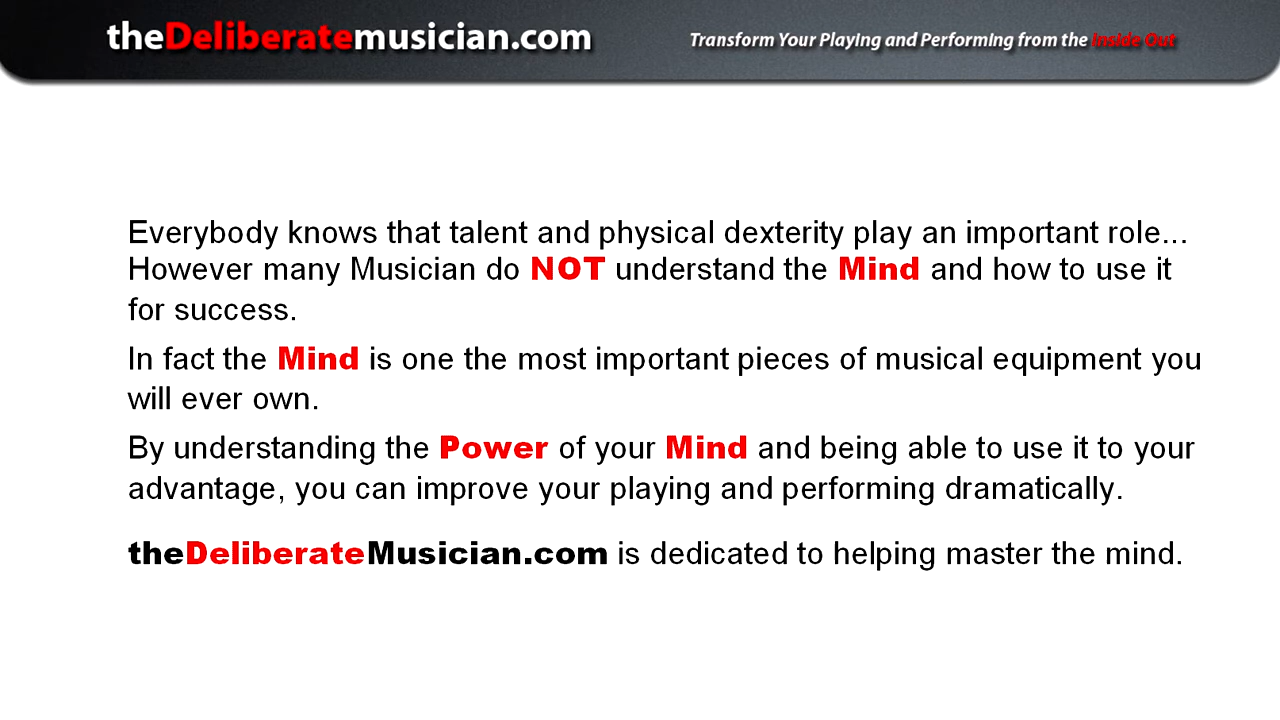 theDeliberatemusician.com
Transform Your Playing and Performing from the Inside Out
Everybody knows that talent and physical dexterity play an important role...
However many Musician do NOT understand the Mind and how to use it
for success.
In fact the Mind is one the most important pieces of musical equipment you
will ever own.
By understanding the Power of your Mind and being able to use it to your
advantage, you can improve your playing and performing dramatically.
theDeliberateMusician.com is dedicated to helping master the mind.